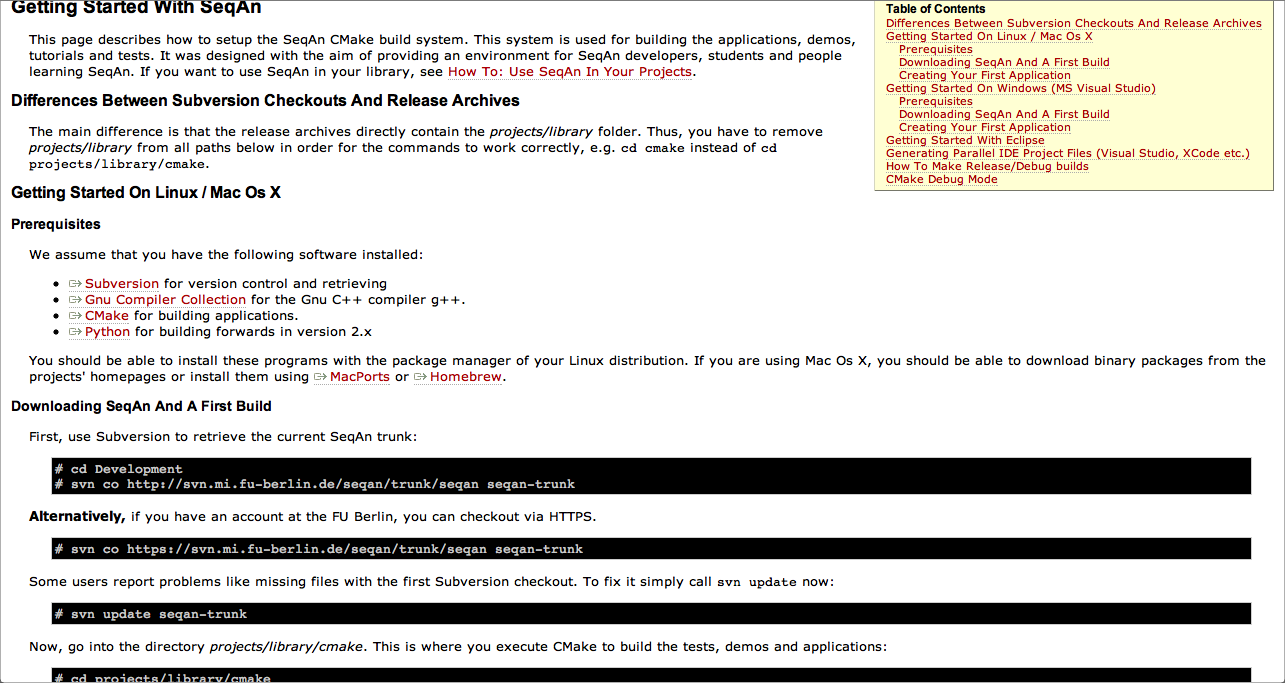 Getting Started With SeqAn
This page describes how to setup the SeqAn CMake build system. This system is used for building the applications, demos,
tutorials and tests. It was designed with the aim of providing an environment for SeqAn developers, students and people
learning SeqAn. If you want to use SeqAn in your library, see How To: Use SeqAn In Your Projects.
Table of Contents
Differences Between Subversion Checkouts And Release Archives
Getting Started On Linux / Mac Os X
Prerequisites
Downloading SeqAn And A First Build
Creating Your First Application
Getting Started On Windows (MS Visual Studio)
Prerequisites
Downloading SeqAn And A First Build
Creating Your First Application
Getting Started With Eclipse
Generating Parallel IDE Project Files (Visual Studio, XCode etc.)
How To Make Release/Debug builds
CMake Debug Mode
Differences Between Subversion Checkouts And Release Archives
The main difference is that the release archives directly contain the projects/library folder. Thus, you have to remove
projects/library from all paths below in order for the commands to work correctly, e.g. cd cmake instead of cd
projects/library/cmake.
Getting Started On Linux / Mac Os X
Prerequisites
We assume that you have the following software installed:
• Subversion for version control and retrieving
• Gnu Compiler Collection for the Gnu C++ compiler g++.
• CMake for building applications.
• Python for building forwards in version 2.x
You should be able to install these programs with the package manager of your Linux distribution. If you are using Mac Os X, you should be able to download binary packages from the
projects' homepages or install them using MacPorts or Homebrew.
Downloading SeqAn And A First Build
First, use Subversion to retrieve the current SeqAn trunk:
# cd Development
# svn co http://svn.mi.fu-berlin.de/seqan/trunk/seqan seqan-trunk
Alternatively, if you have an account at the FU Berlin, you can checkout via HTTPS.
# svn co https://svn.mi.fu-berlin.de/seqan/trunk/seqan seqan-trunk
Some users report problems like missing files with the first Subversion checkout. To fix it simply call svn update now:
# svn update seqan-trunk
Now, go into the directory projects/library/cmake. This is where you execute CMake to build the tests, demos and applications:
# cd projects/library/cmake